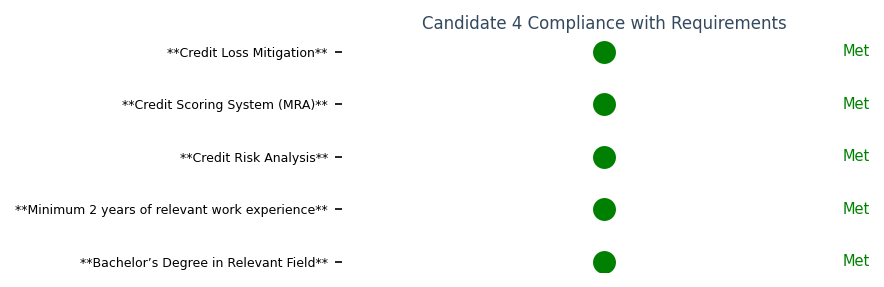 Candidate 4 Compliance with Requirements
**Credit Loss Mitigation** Met
**Credit Scoring System (MRA)** Met
**Credit Risk Analysis** Met
**Minimum 2 years of relevant work experience** Met
**Bachelor’s Degree in Relevant Field** Met